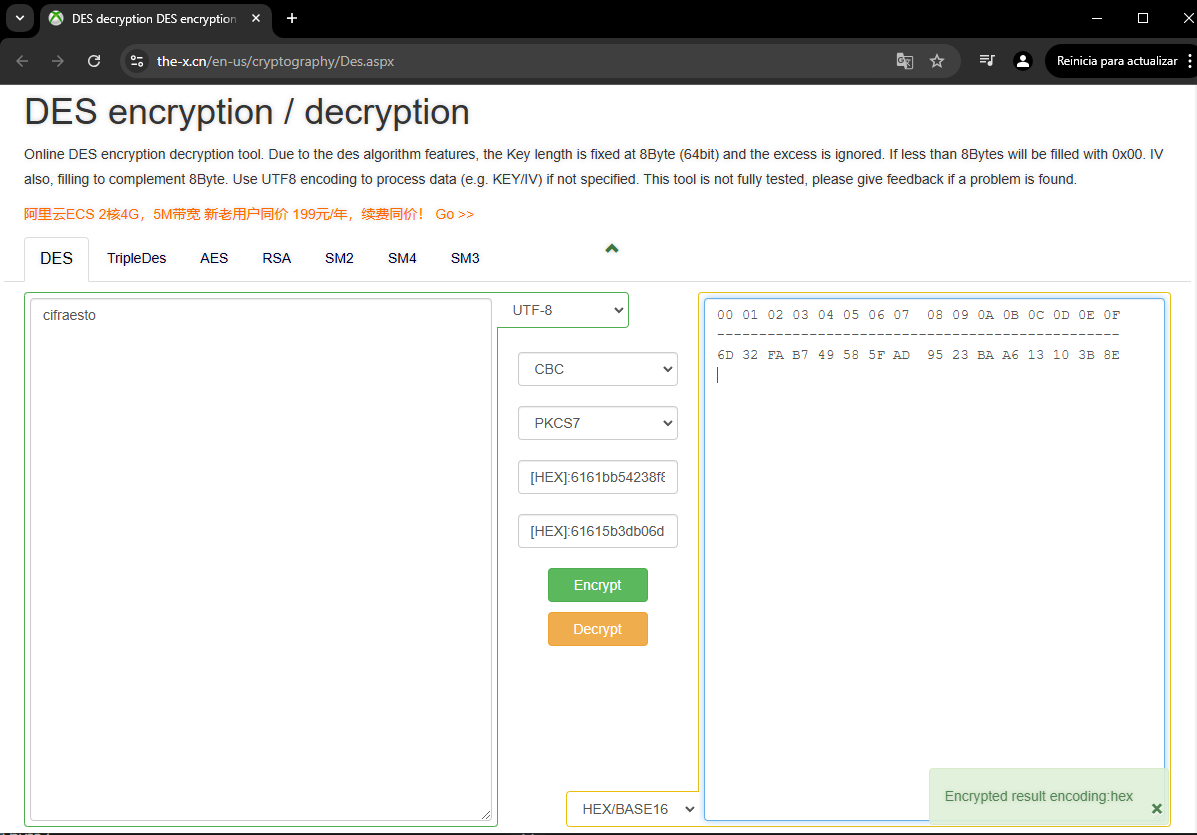 DES decryption DES encryption
the-x.cn/en-us/cryptography/Des.aspx
Reinicia para actualizar
DES encryption / decryption
Online DES encryption decryption tool. Due to the des algorithm features, the Key length is fixed at 8Byte (64bit) and the excess is ignored. If less than 8Bytes will be filled with 0x00. IV
also, filling to complement 8Byte. Use UTF8 encoding to process data (e.g. KEY/IV) if not specified. This tool is not fully tested, please give feedback if a problem is found.
阿里云ECS 2核4G，5M带宽 新老用户同价 199元/年，续费同价！ Go >>
DES TripleDes AES RSA SM2 SM4 SM3
cifraesto
UTF-8
CBC
PKCS7
[HEX]:6161bb54238f
[HEX]:61615b3db06d
Encrypt
Decrypt
HEX/BASE16
00 01 02 03 04 05 06 07  08 09 0A 0B 0C 0D 0E 0F
------------------------------------------------
6D 32 FA B7 49 58 5F AD  95 23 BA A6 13 10 3B 8E
Encrypted result encoding:hex